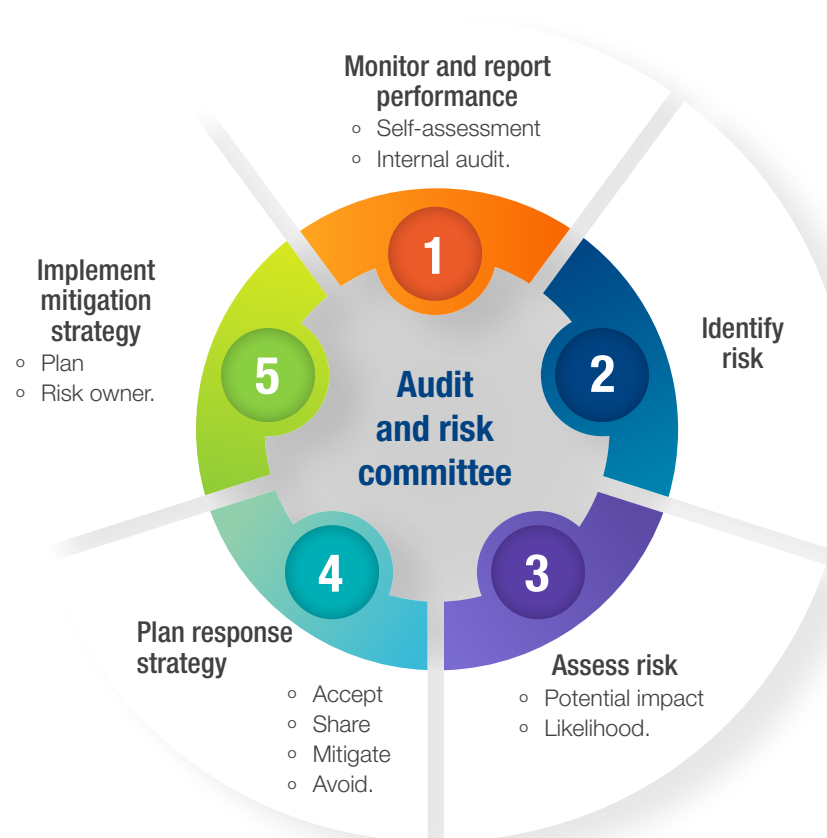 Monitor and report
performance
o Self-assessment
o Internal audit.
1
2
Identify
risk
3
Assess risk
o Potential impact
o Likelihood.
4
Plan response
strategy
o Accept
o Share
o Mitigate
o Avoid.
5
Implement
mitigation
strategy
o Plan
o Risk owner.
Audit
and risk
committee